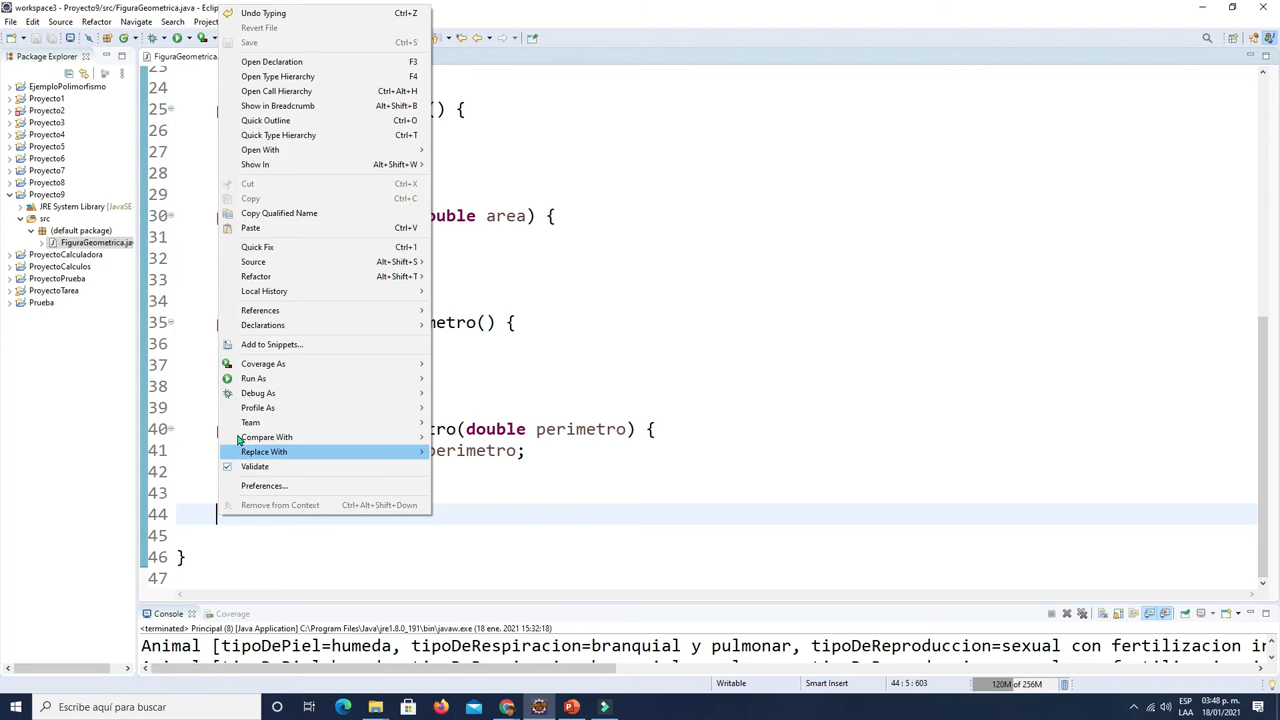 workspace3 - Proyecto9/src/FiguraGeometrica.java - Eclip
File Edit Source Refactor Navigate Search Project
Package Explorer
EjemploPolimorfismo
Proyecto1
Proyecto2
Proyecto3
Proyecto4
Proyecto5
Proyecto6
Proyecto7
Proyecto8
Proyecto9
JRE System Library [JavaSE
src
(default package)
FiguraGeometrica.jav
ProyectoCalculadora
ProyectoCalculos
ProyectoPrueba
ProyectoTarea
Prueba
FiguraGeometrica.
Undo Typing Ctrl+Z
Revert File
Save Ctrl+S
Open Declaration F3
Open Type Hierarchy F4
Open Call Hierarchy Ctrl+Alt+H
Show in Breadcrumb Alt+Shift+B
Quick Outline Ctrl+O
Quick Type Hierarchy Ctrl+T
Open With
Show In Alt+Shift+W
Cut Ctrl+X
Copy Ctrl+C
Copy Qualified Name
Paste Ctrl+V
Quick Fix Ctrl+1
Source Alt+Shift+S
Refactor Alt+Shift+T
Local History
References
Declarations
Add to Snippets...
Coverage As
Run As
Debug As
Profile As
Team
Compare With
Replace With
Validate
Preferences...
Remove from Context Ctrl+Alt+Shift+Down
23
24
25 () {
26
27
28
29
30 ouble area) {
31
32
33
34
35 metro() {
36
37
38
39
40 tro(double perimetro) {
41 perimetro;
42
43
44
45
46 }
47
Console Coverage
<terminated> Principal (8) [Java Application] C:\Program Files\Java\jre1.8.0_191\bin\javaw.exe (18 ene. 2021 15:32:18)
Animal [tipoDePiel=humeda, tipoDeRespiracion=branquial y pulmonar, tipoDeReproduccion=sexual con fertilizacion in
Writable Smart Insert 44 : 5 : 603 120M of 256M
Escribe aquí para buscar
ESP
LAA
03:48 p. m.
18/01/2021